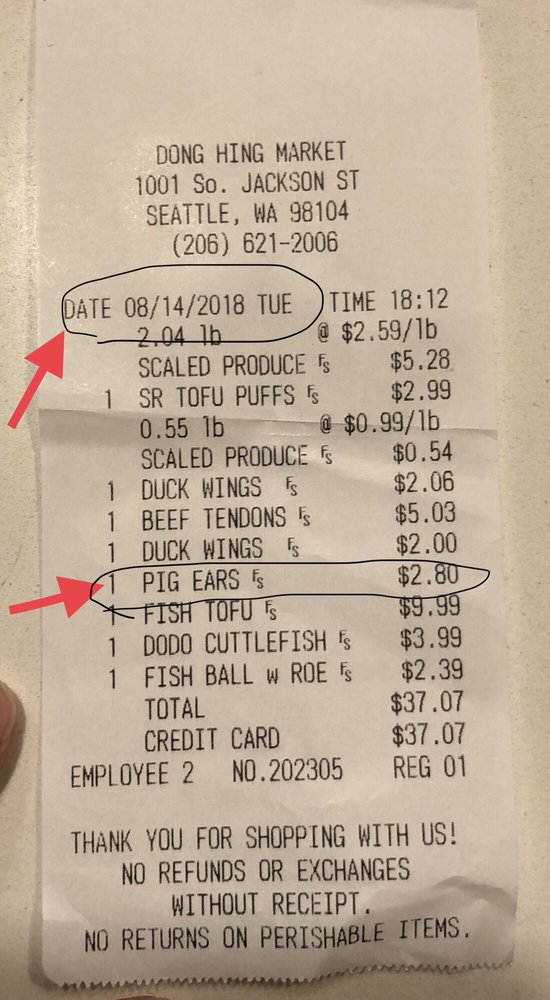 DONG HING MARKET
1001 So. JACKSON ST
SEATTLE, WA 98104
(206) 621-2006
DATE 08/14/2018 TUE TIME 18:12
2.04 lb @ $2.59/lb
SCALED PRODUCE FS $5.28
1 SR TOFU PUFFS FS $2.99
0.55 lb @ $0.99/lb
SCALED PRODUCE FS $0.54
1 DUCK WINGS FS $2.06
1 BEEF TENDONS FS $5.03
1 DUCK WINGS FS $2.00
1 PIG EARS FS $2.80
1 FISH TOFU FS $9.99
1 DODO CUTTLEFISH FS $3.99
1 FISH BALL W ROE FS $2.39
TOTAL $37.07
CREDIT CARD $37.07
EMPLOYEE 2 NO.202305 REG 01
THANK YOU FOR SHOPPING WITH US!
NO REFUNDS OR EXCHANGES
WITHOUT RECEIPT.
NO RETURNS ON PERISHABLE ITEMS.